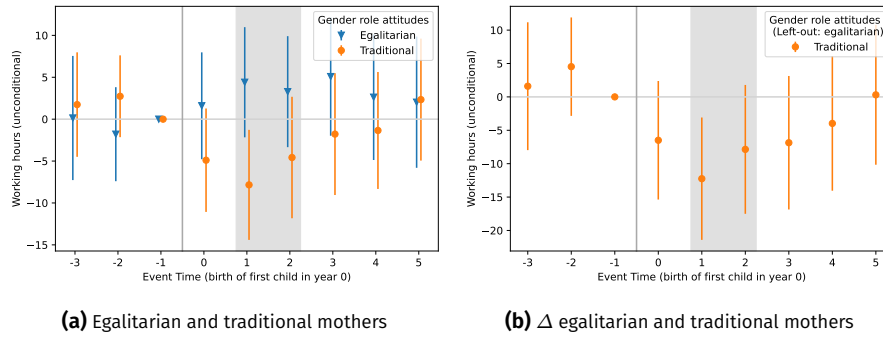 Gender role attitudes
Egalitarian
Traditional
Working hours (unconditional)
10
5
0
−5
−10
−15
-3 -2 -1 0 1 2 3 4 5
Event Time (birth of first child in year 0)
(a) Egalitarian and traditional mothers
Gender role attitudes
(Left-out: egalitarian)
Traditional
Working hours (unconditional)
10
5
0
−5
−10
−15
−20
-3 -2 -1 0 1 2 3 4 5
Event Time (birth of first child in year 0)
(b) Δ egalitarian and traditional mothers